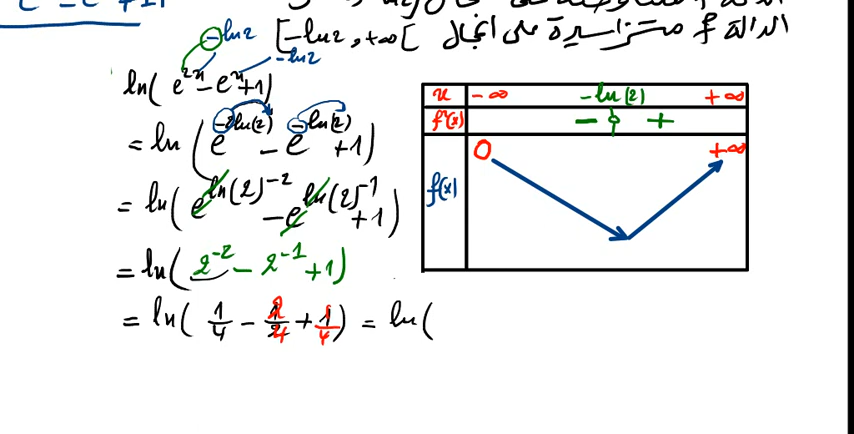 الدالة f متزايدة على المجال [-ln2, +∞[
-ln2
-ln2
ln(e^{2x} - e^{x} + 1)
= ln(e^{-2ln(2)} - e^{-ln(2)} + 1)
= ln(e^{ln(2)^{-2}} - e^{ln(2)^{-1}} + 1)
= ln(2^{-2} - 2^{-1} + 1)
= ln(1/4 - 2/4 + 1/4) = ln(
x -∞ -ln(2) +∞
f'(x) - 0 +
f(x) 0 +∞